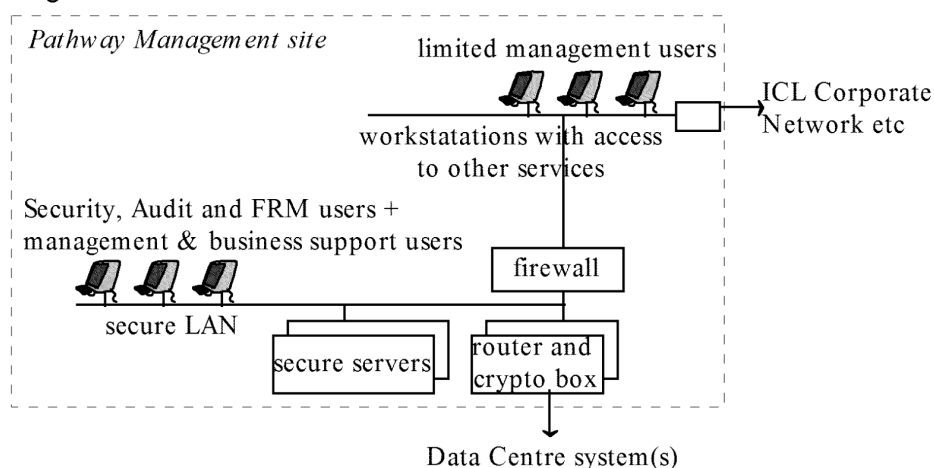 Pathway Management site
limited management users
ICL Corporate
Network etc
workstatations with access
to other services
Security, Audit and FRM users +
management & business support users
firewall
secure LAN
secure servers
router and
crypto box
Data Centre system(s)